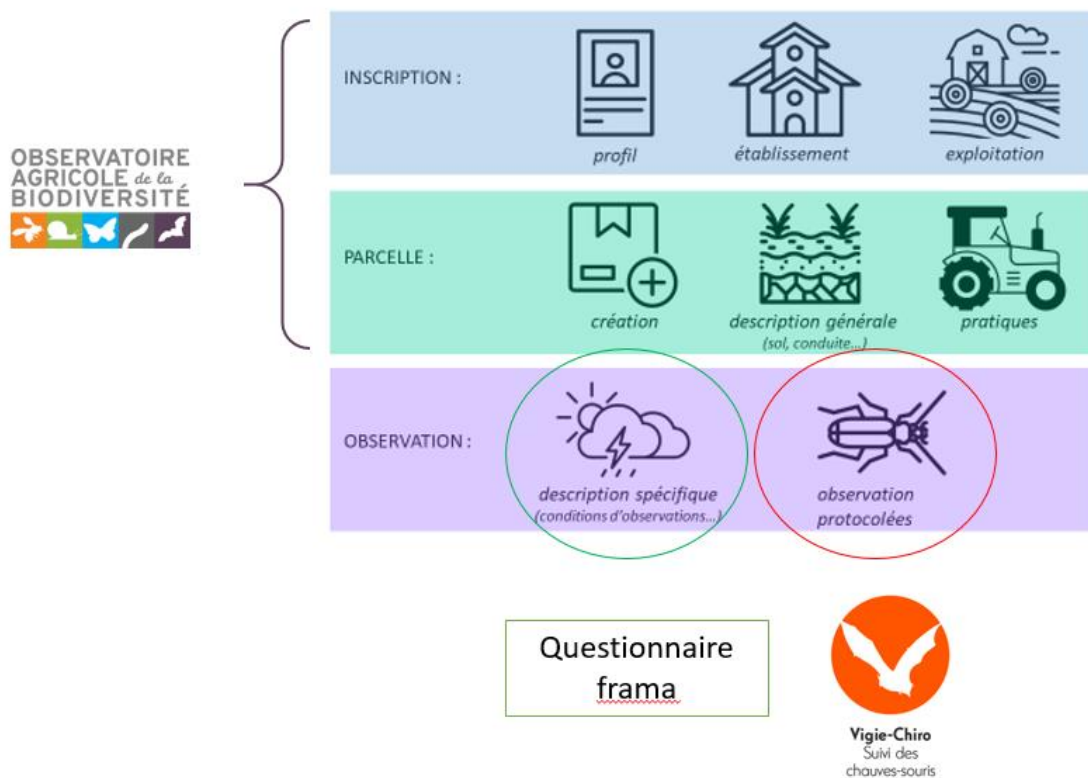 OBSERVATOIRE
AGRICOLE de la
BIODIVERSITÉ
INSCRIPTION :
profil
établissement
exploitation
PARCELLE :
création
description générale
(sol, conduite...)
pratiques
OBSERVATION :
description spécifique
(conditions d'observations...)
observation
protocolées
Questionnaire
frama
Vigie-Chiro
Suivi des
chauves-souris